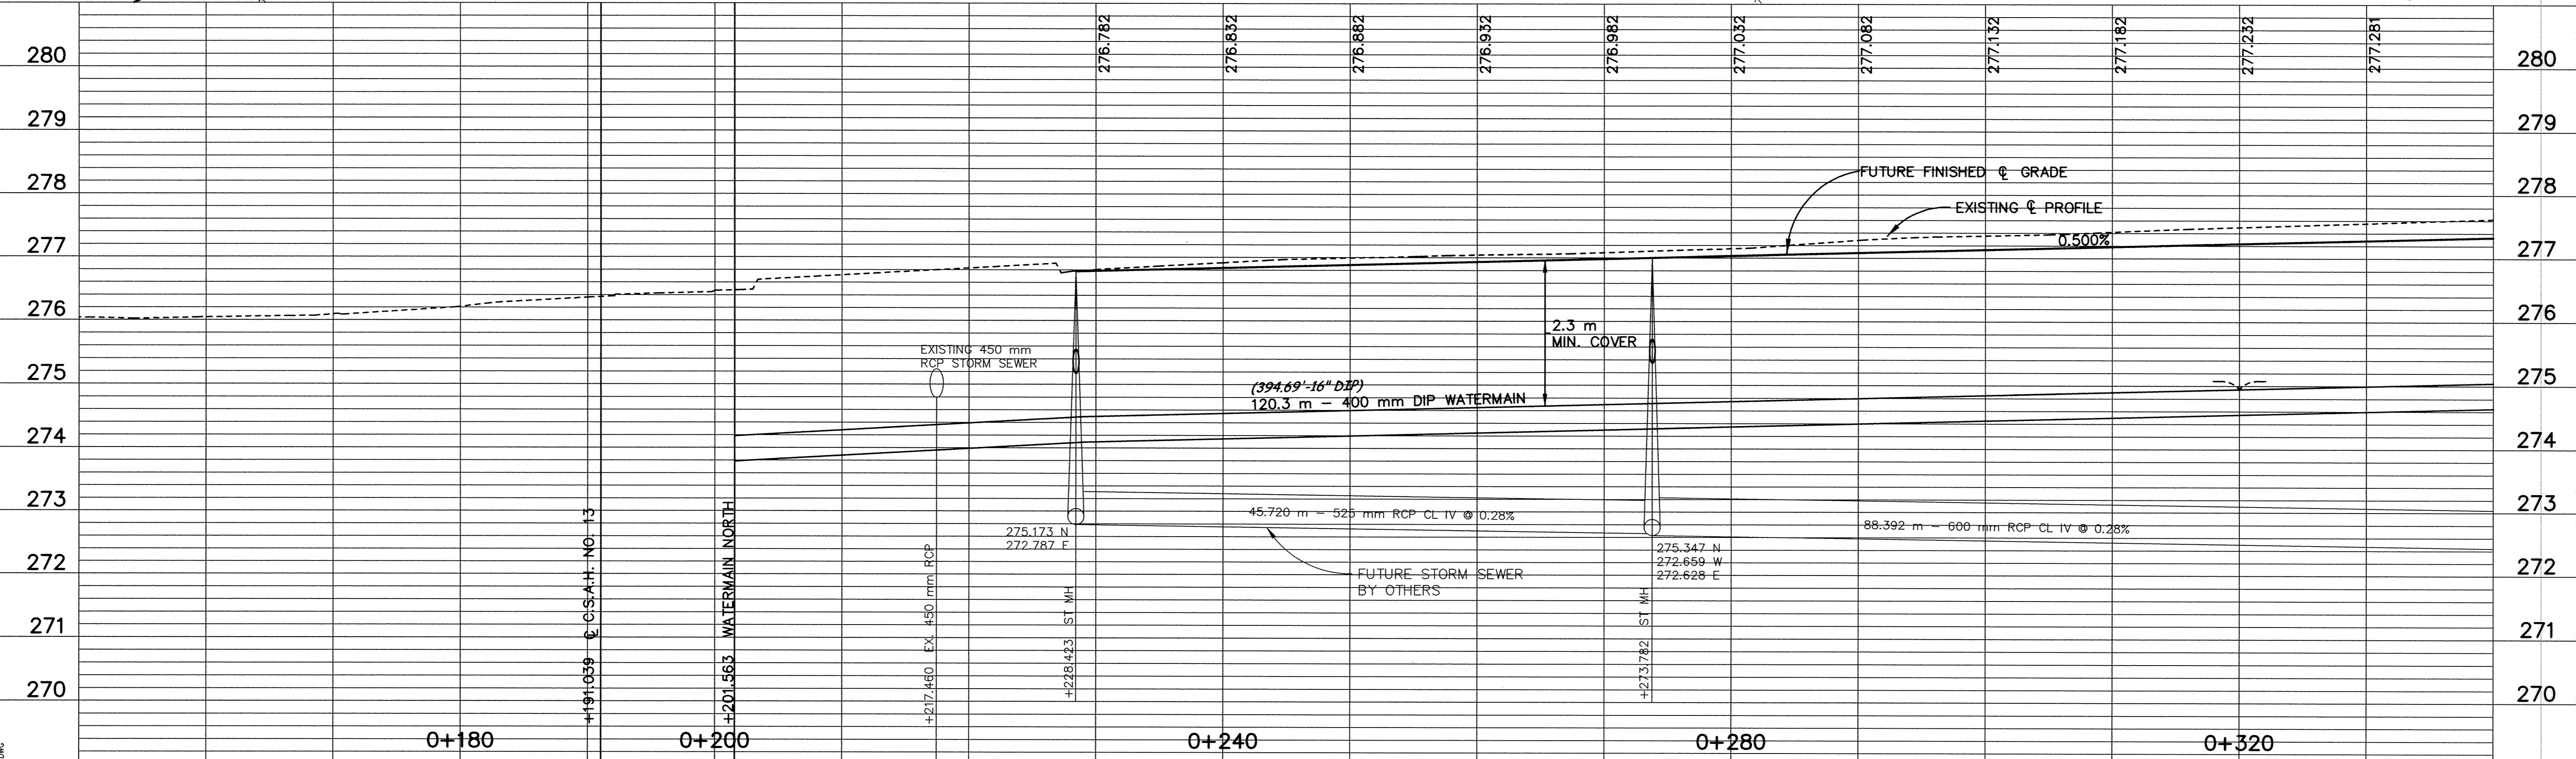 276.782
276.832
276.882
276.932
276.982
277.032
277.082
277.132
277.182
277.232
277.281
280
280
279
279
278
278
277
277
276
276
275
275
274
274
273
273
272
272
271
271
270
270
FUTURE FINISHED ℄ GRADE
EXISTING ℄ PROFILE
0.500%
2.3 m
MIN. COVER
EXISTING 450 mm
RCP STORM SEWER
(394.69'-16" DIP)
120.3 m - 400 mm DIP WATERMAIN
45.720 m - 525 mm RCP CL IV @ 0.28%
88.392 m - 600 mm RCP CL IV @ 0.28%
275.173 N
272.787 E
275.347 N
272.659 W
272.628 E
FUTURE STORM SEWER
BY OTHERS
+191.039 ℄ C.S.A.H. NO. 13
+201.563 WATERMAIN NORTH
+217.460 EX. 450 mm RCP
+228.423 ST MH
+273.782 ST MH
0+180
0+200
0+240
0+280
0+320